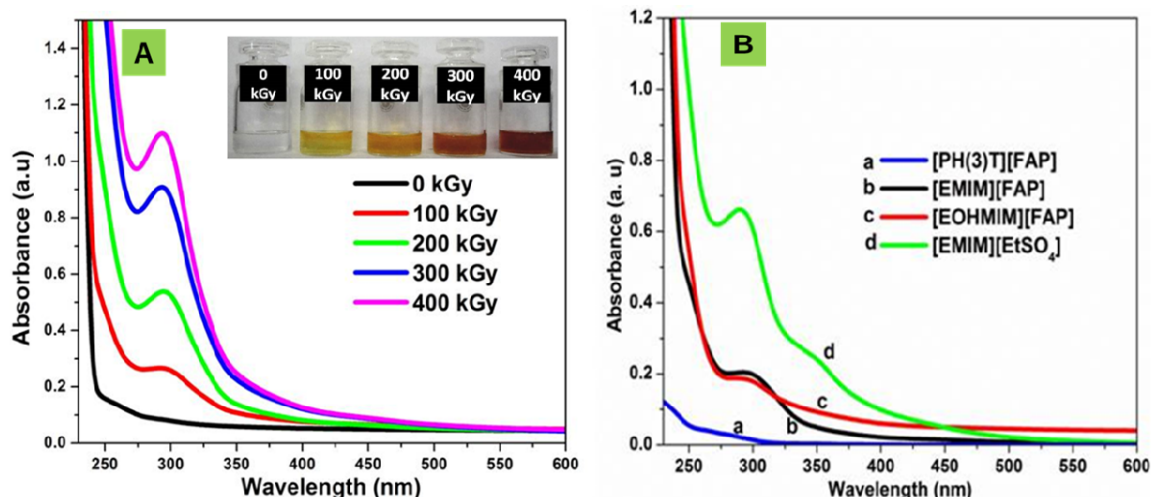 A
1.4
1.2
1.0
0.8
0.6
0.4
0.2
0.0
Absorbance (a.u)
0 kGy
100 kGy
200 kGy
300 kGy
400 kGy
0 kGy
100 kGy
200 kGy
300 kGy
400 kGy
250 300 350 400 450 500 550 600
Wavelength (nm)
B
1.2
1.0
0.8
0.6
0.4
0.2
0.0
Absorbance (a. u)
a [PH(3)T][FAP]
b [EMIM][FAP]
c [EOHMIM][FAP]
d [EMIM][EtSO₄]
d
c
a b
250 300 350 400 450 500 550 600
Wavelength (nm)